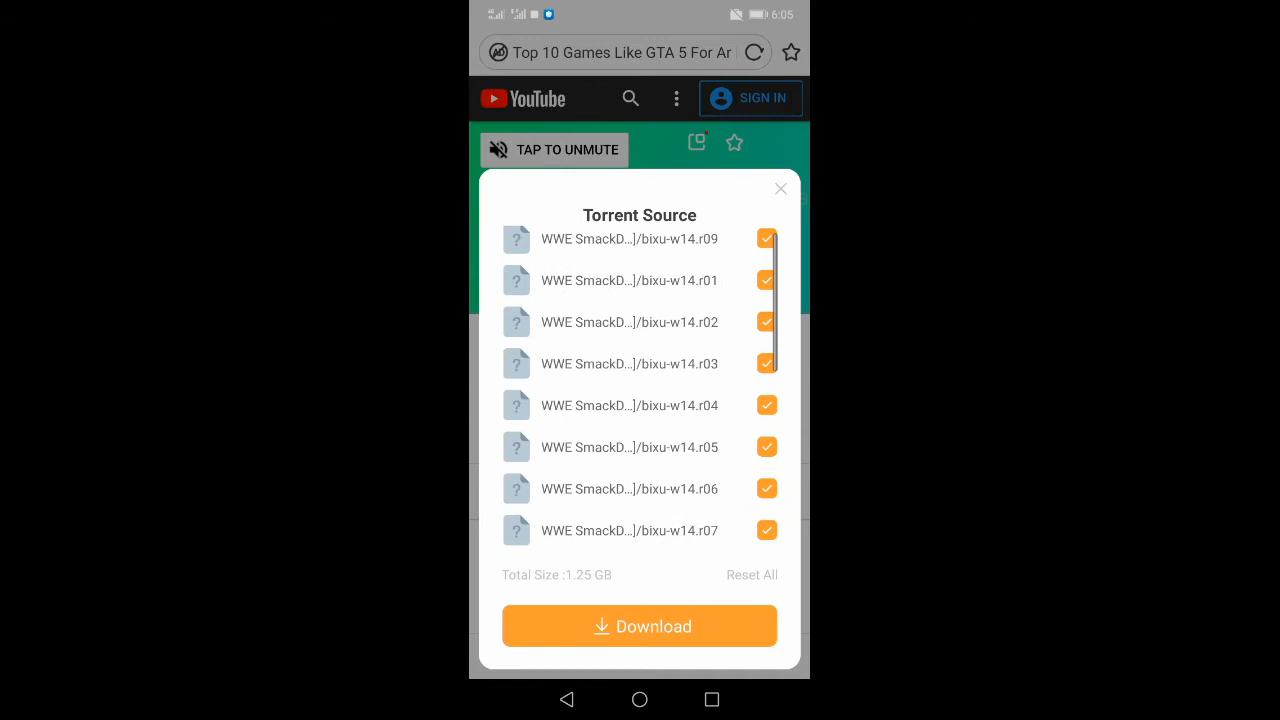 6:05
Top 10 Games Like GTA 5 For Ar
YouTube
SIGN IN
TAP TO UNMUTE
Torrent Source
WWE SmackD...]/bixu-w14.r09
WWE SmackD...]/bixu-w14.r01
WWE SmackD...]/bixu-w14.r02
WWE SmackD...]/bixu-w14.r03
WWE SmackD...]/bixu-w14.r04
WWE SmackD...]/bixu-w14.r05
WWE SmackD...]/bixu-w14.r06
WWE SmackD...]/bixu-w14.r07
Total Size :1.25 GB Reset All
Download